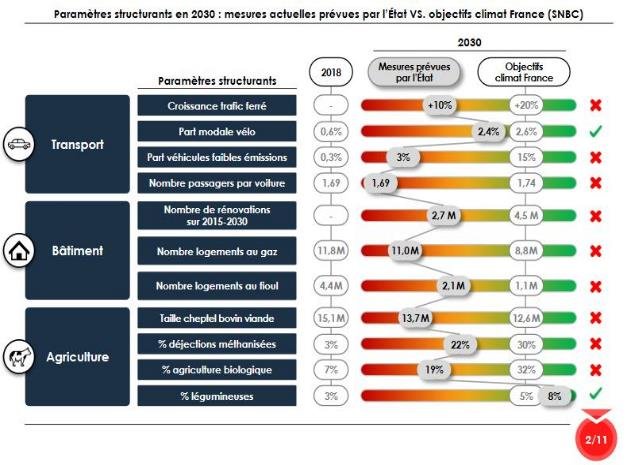 Paramètres structurants en 2030 : mesures actuelles prévues par l'État VS. objectifs climat France (SNBC)
2030
Paramètres structurants
2018
Mesures prévues
par l'État
Objectifs
climat France
Transport
Croissance trafic ferré
-
+10%
+20%
Part modale vélo
0,6%
2,4%
2,6%
Part véhicules faibles émissions
0,3%
3%
15%
Nombre passagers par voiture
1,69
1,69
1,74
Bâtiment
Nombre de rénovations
sur 2015-2030
-
2,7 M
4,5 M
Nombre logements au gaz
11,8M
11,0M
8,8M
Nombre logements au fioul
4,4M
2,1M
1,1M
Agriculture
Taille cheptel bovin viande
15,1M
13,7M
12,6M
% déjections méthanisées
3%
22%
30%
% agriculture biologique
7%
19%
32%
% légumineuses
3%
5%
8%
2/11